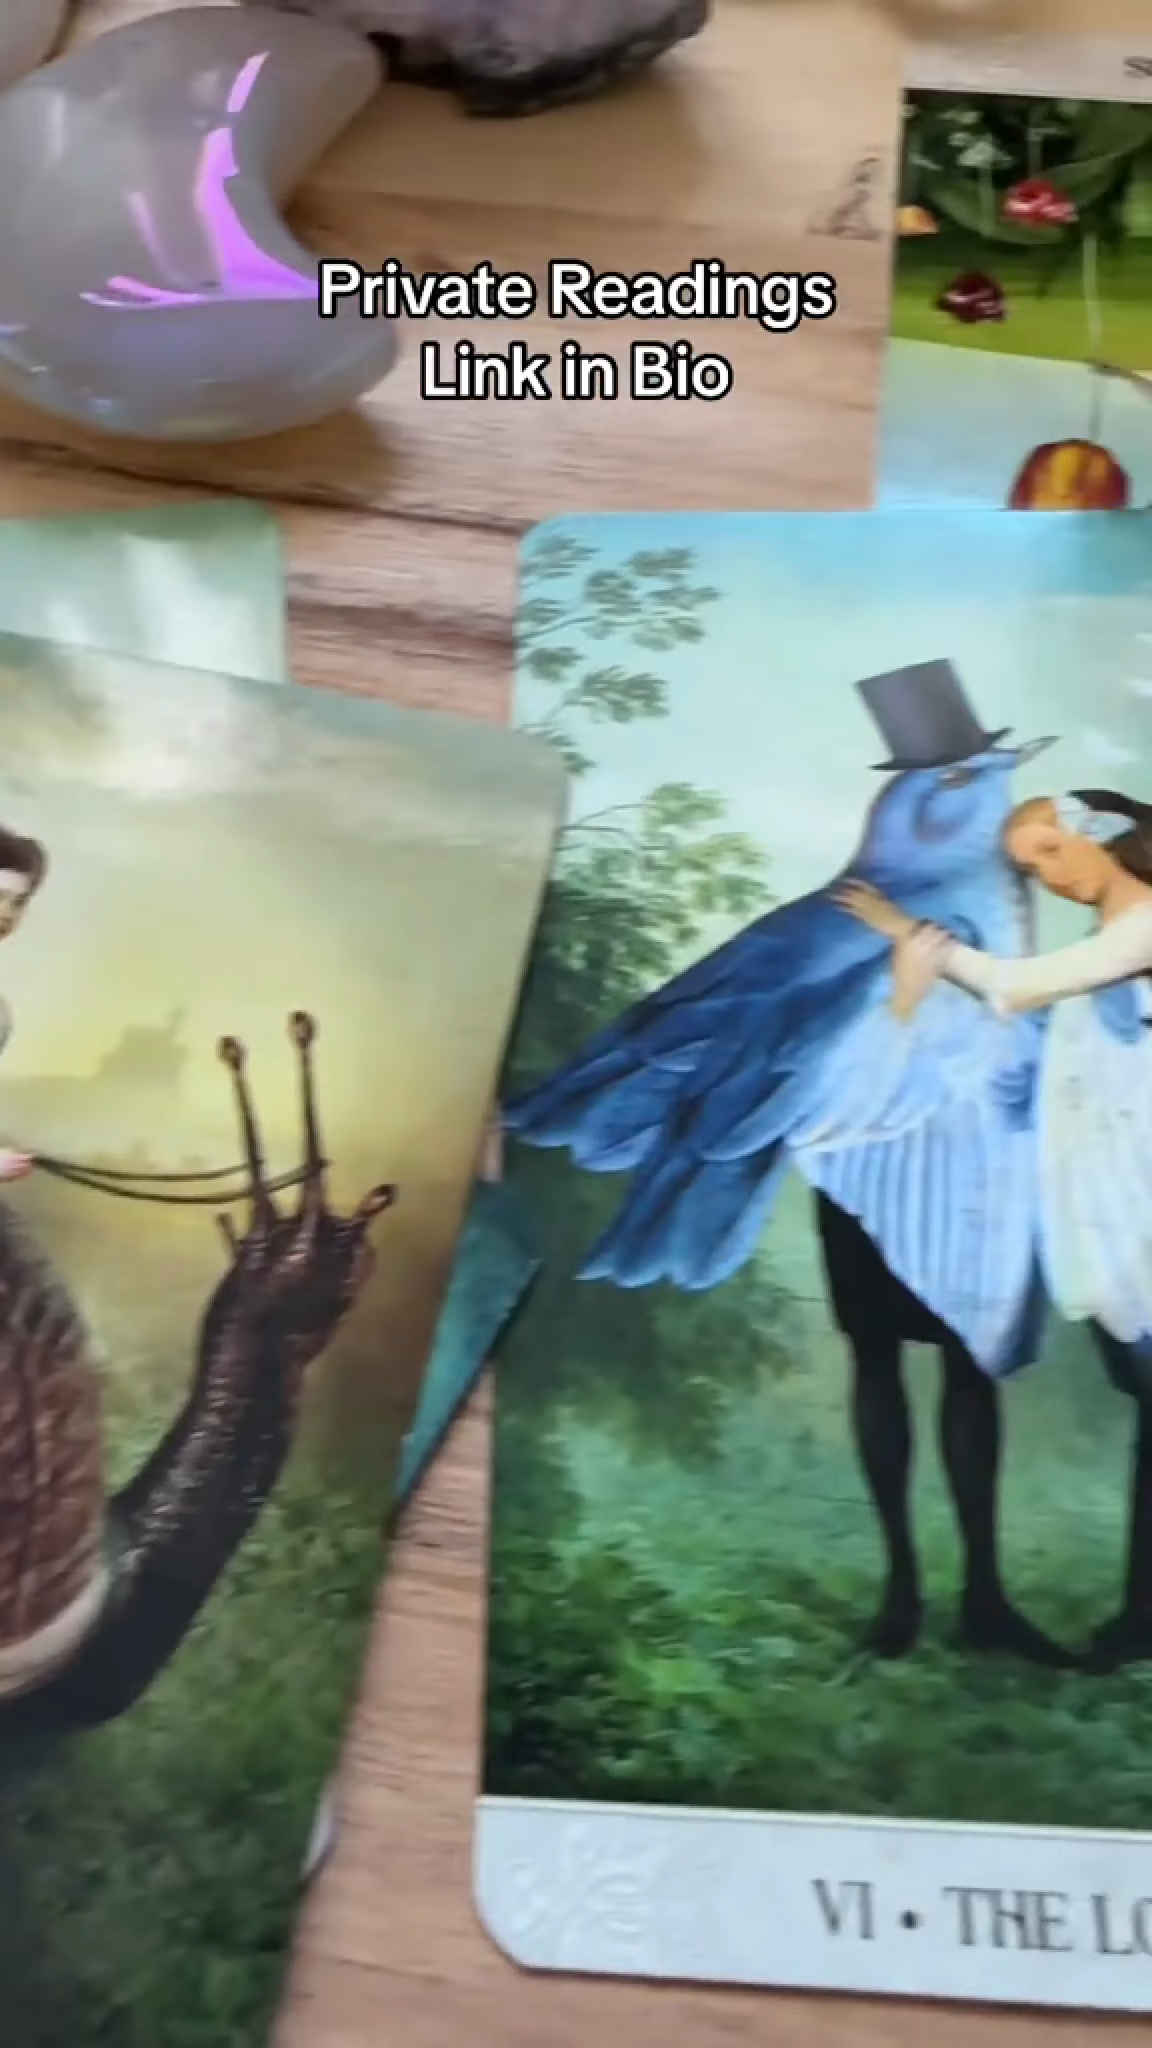 Private Readings
Link in Bio
VI • THE LO